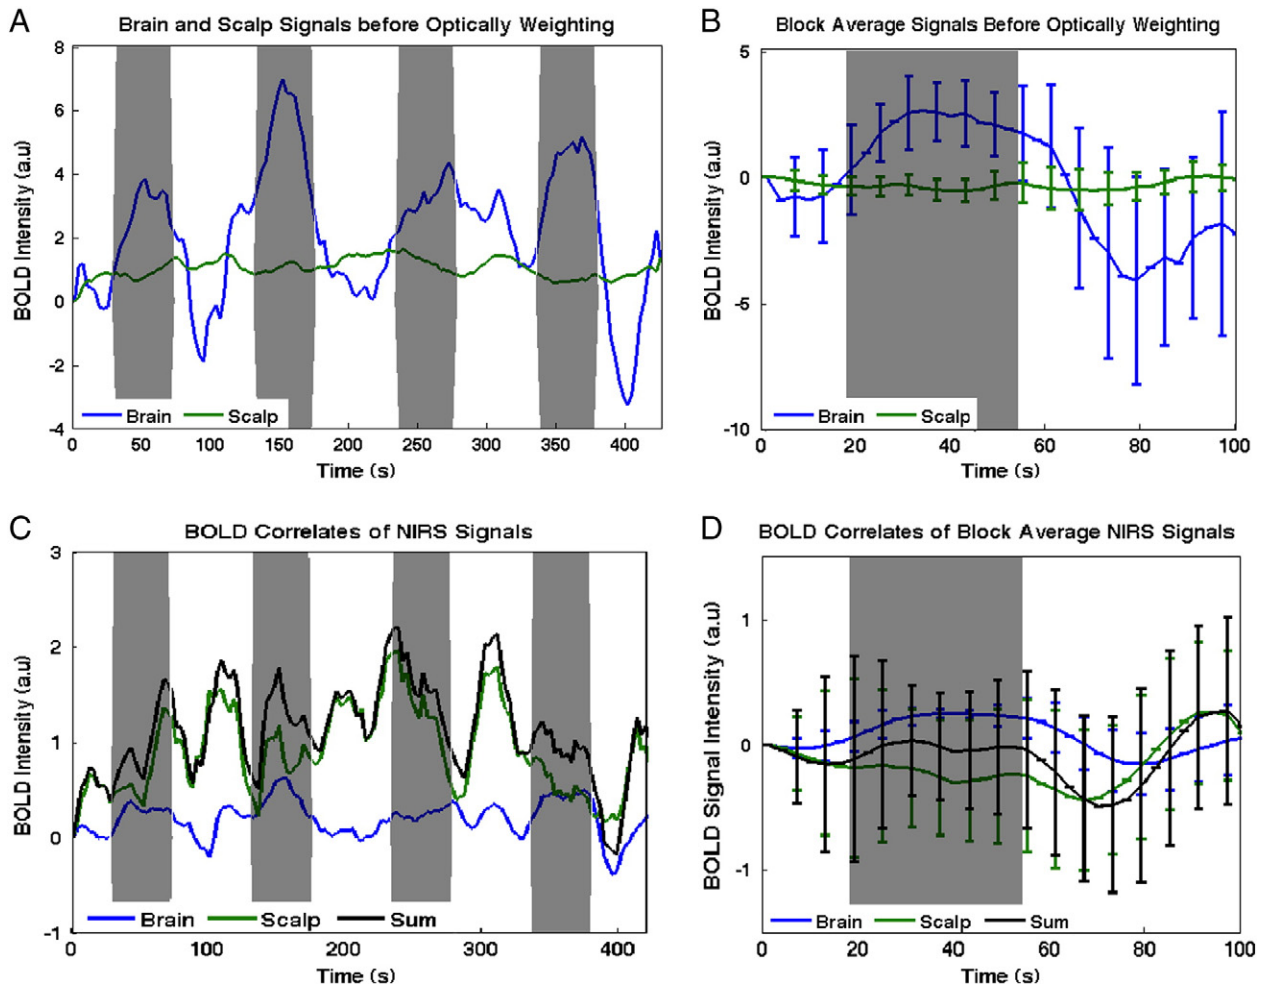 A
Brain and Scalp Signals before Optically Weighting
8
6
4
2
0
-2
-4
BOLD Intensity (a.u)
Brain Scalp
0 50 100 150 200 250 300 350 400
Time (s)
B
Block Average Signals Before Optically Weighting
5
0
-5
-10
BOLD Intensity (a.u)
Brain Scalp
0 20 40 60 80 100
Time (s)
C
BOLD Correlates of NIRS Signals
3
2
1
0
-1
BOLD Intensity (a.u)
Brain Scalp Sum
0 100 200 300 400
Time (s)
D
BOLD Correlates of Block Average NIRS Signals
1
0
-1
BOLD Signal Intensity (a.u)
Brain Scalp Sum
0 20 40 60 80 100
Time (s)